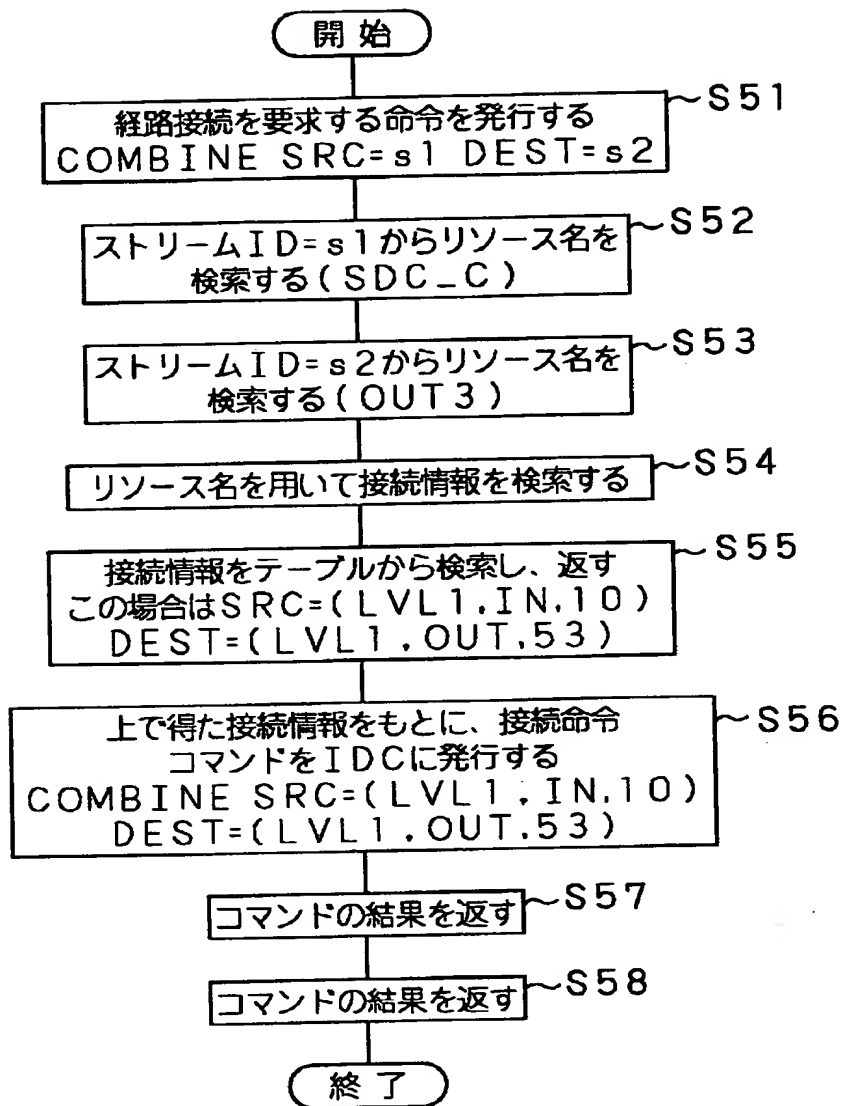 開始
経路接続を要求する命令を発行する
COMBINE SRC=s1 DEST=s2
~S51
ストリームID=s1からリソース名を
検索する(SDC_C)
~S52
ストリームID=s2からリソース名を
検索する(OUT3)
~S53
リソース名を用いて接続情報を検索する
~S54
接続情報をテーブルから検索し、返す
この場合はSRC=(LVL1.IN.10)
DEST=(LVL1.OUT.53)
~S55
上で得た接続情報をもとに、接続命令
コマンドをIDCに発行する
COMBINE SRC=(LVL1.IN.10)
DEST=(LVL1.OUT.53)
~S56
コマンドの結果を返す
~S57
コマンドの結果を返す
~S58
終了